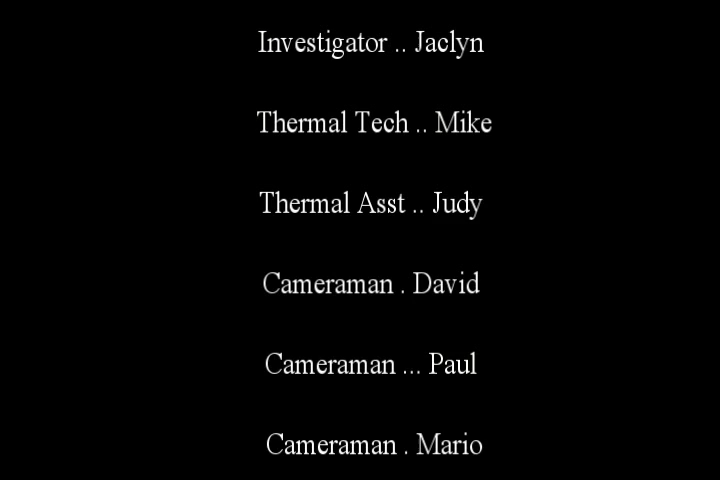 Investigator .. Jaclyn
Thermal Tech .. Mike
Thermal Asst .. Judy
Cameraman . David
Cameraman ... Paul
Cameraman . Mario